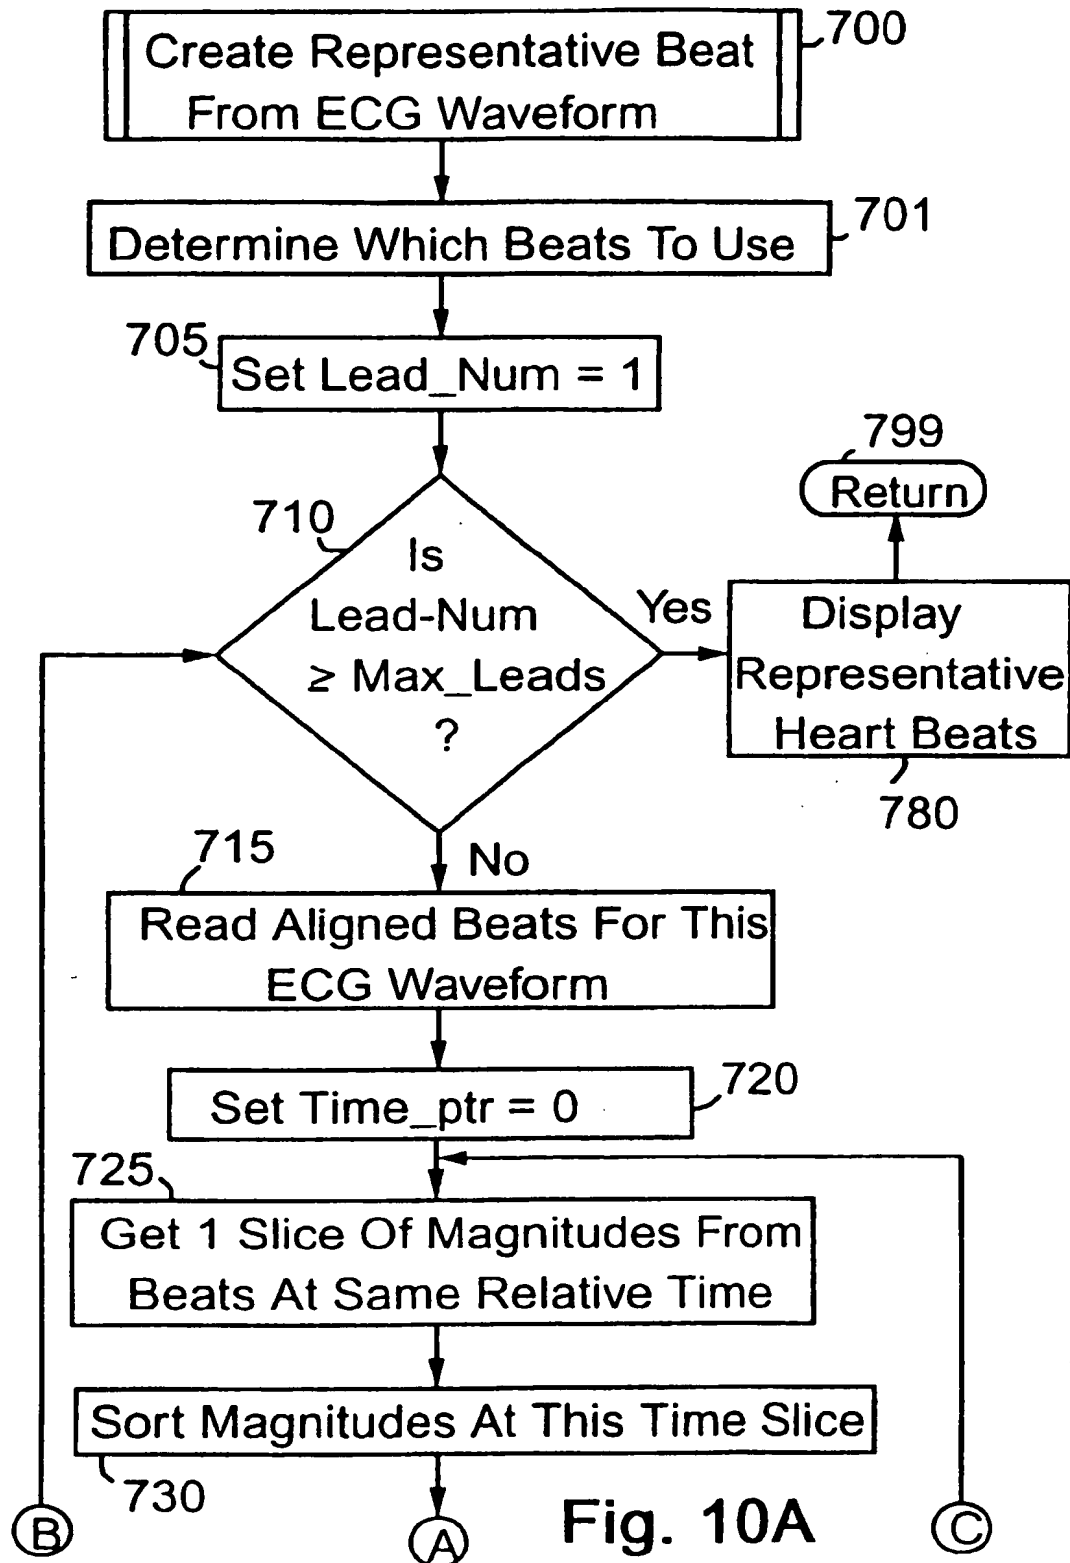 Create Representative Beat
From ECG Waveform
700
Determine Which Beats To Use
701
705
Set Lead_Num = 1
799
Return
710
Is
Lead-Num
≥ Max_Leads
?
Yes
Display
Representative
Heart Beats
780
No
715
Read Aligned Beats For This
ECG Waveform
Set Time_ptr = 0
720
725
Get 1 Slice Of Magnitudes From
Beats At Same Relative Time
Sort Magnitudes At This Time Slice
730
B
A
Fig. 10A
C